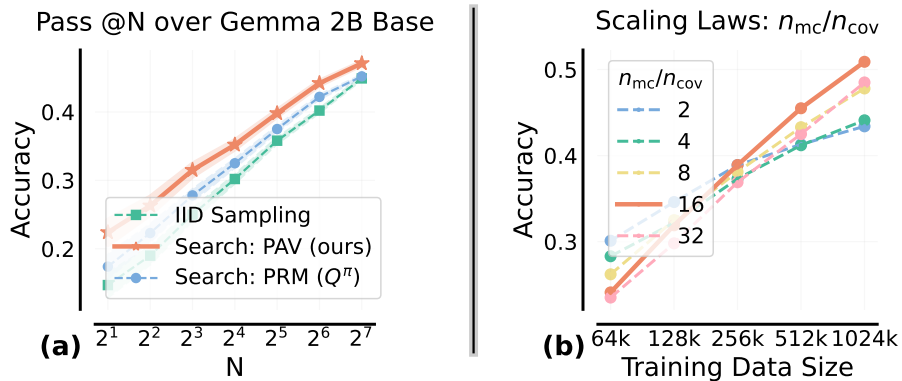 Pass @N over Gemma 2B Base
Accuracy
0.4
0.3
0.2
IID Sampling
Search: PAV (ours)
Search: PRM (Q^π)
2^1 2^2 2^3 2^4 2^5 2^6 2^7
(a)
N
Scaling Laws: n_mc/n_cov
Accuracy
0.5
0.4
0.3
n_mc/n_cov
2
4
8
16
32
64k 128k 256k 512k 1024k
(b)
Training Data Size